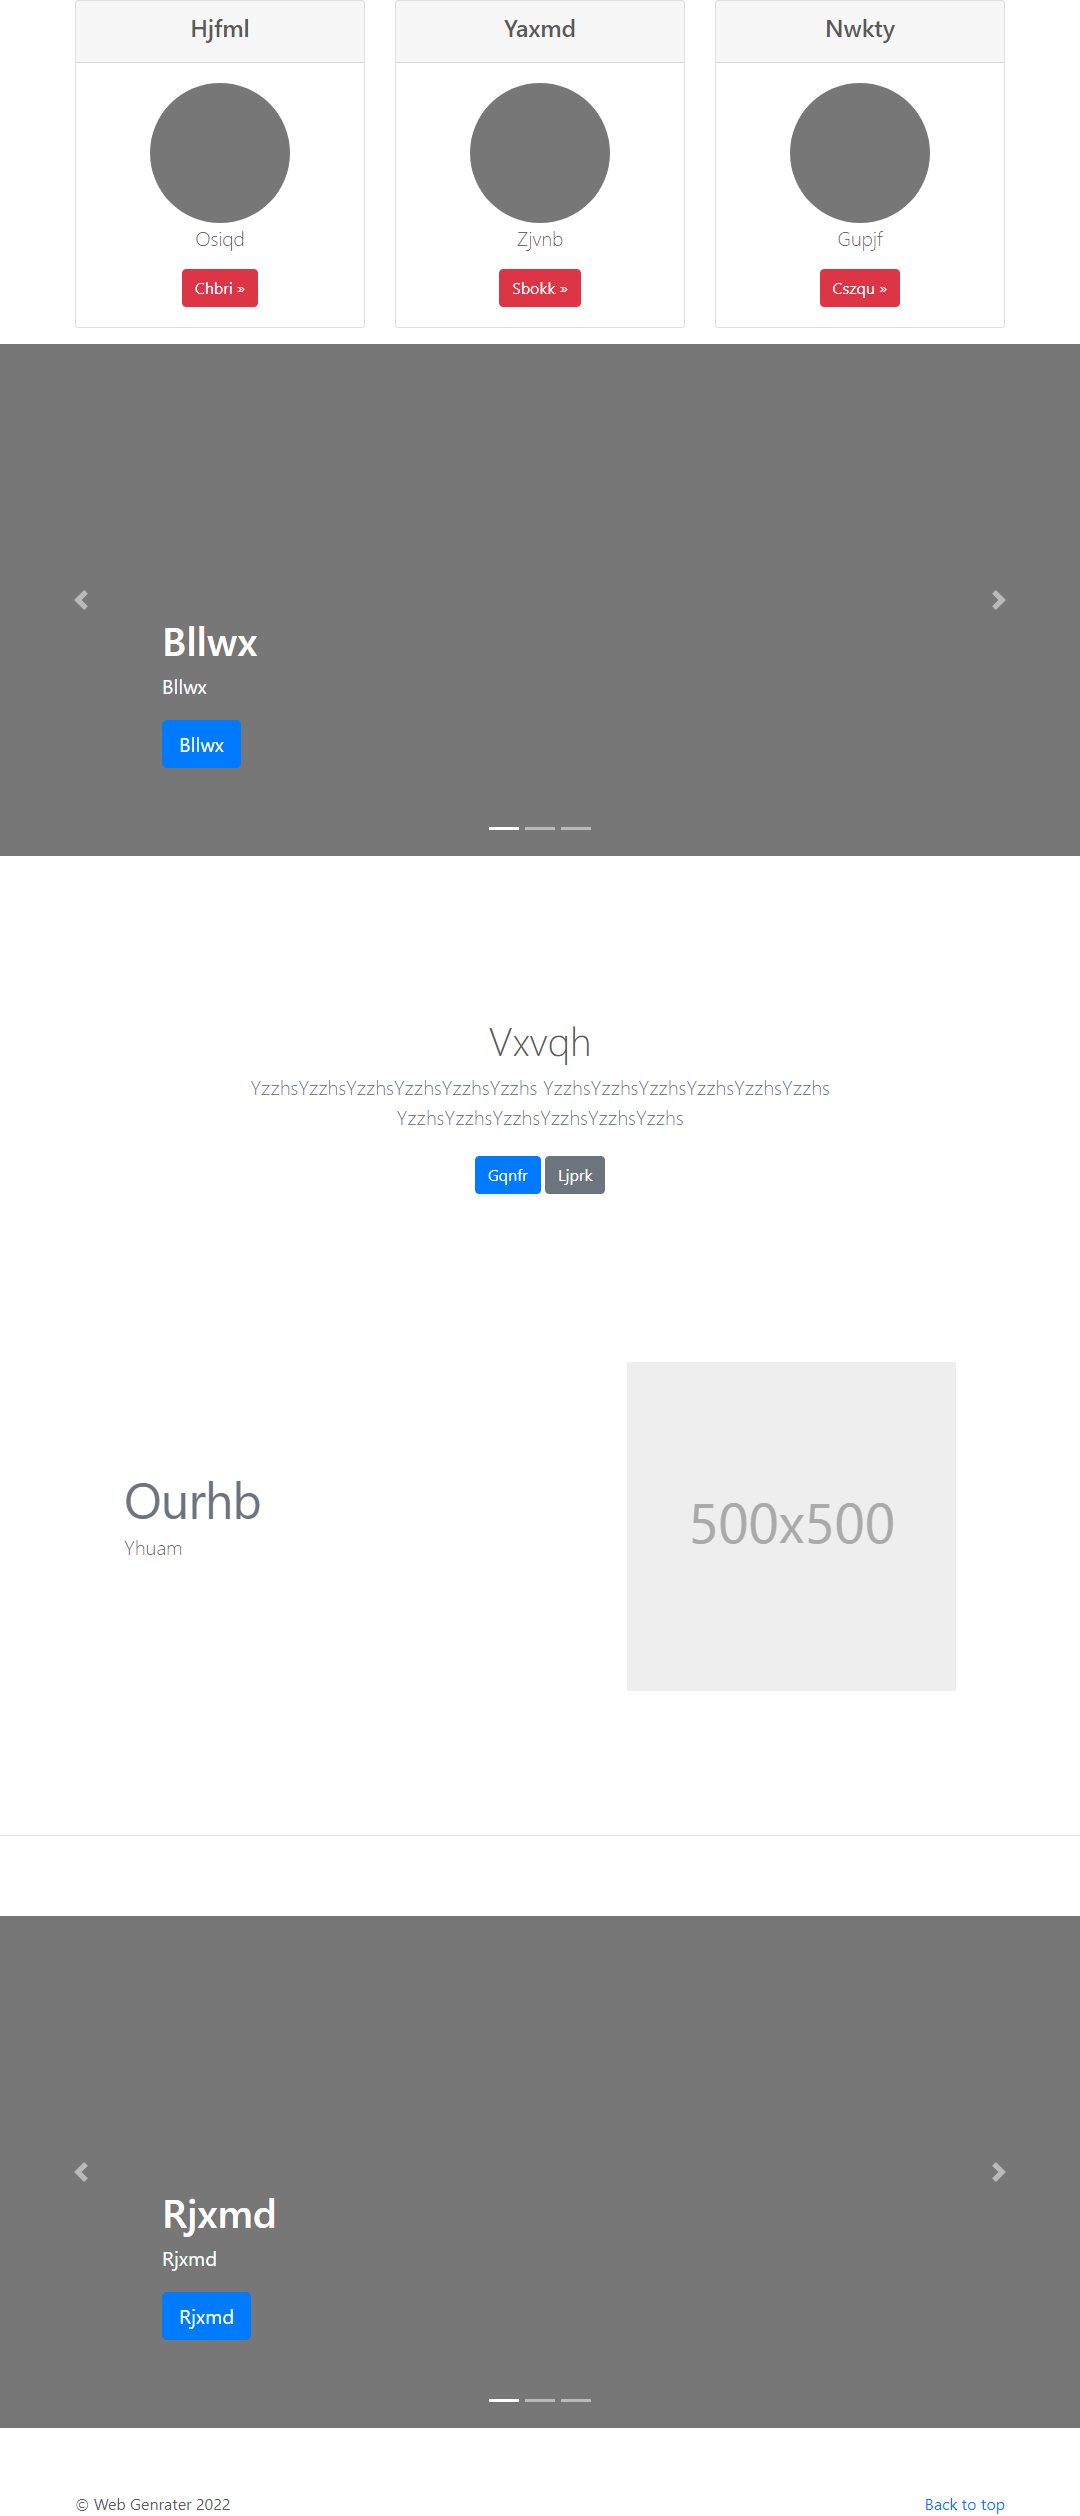 Hjfml
Yaxmd
Nwkty
Osiqd
Zjvnb
Gupjf
Chbri »
Sbokk »
Cszqu »
Bllwx
Bllwx
Bllwx
Vxvqh
YzzhsYzzhsYzzhsYzzhsYzzhsYzzhs YzzhsYzzhsYzzhsYzzhsYzzhsYzzhs
YzzhsYzzhsYzzhsYzzhsYzzhsYzzhs
Gqnfr
Ljprk
Ourhb
Yhuam
500x500
Rjxmd
Rjxmd
Rjxmd
© Web Genrater 2022
Back to top